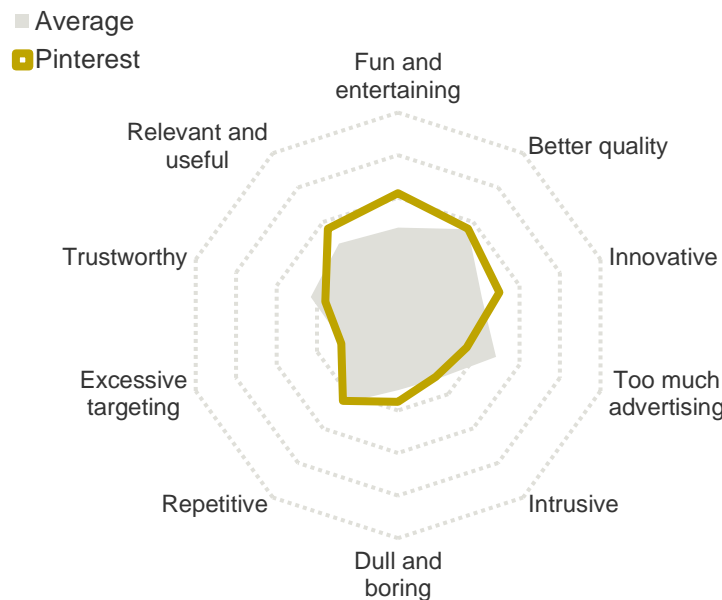 Average
Pinterest
Fun and
entertaining
Better quality
Innovative
Too much
advertising
Intrusive
Dull and
boring
Repetitive
Excessive
targeting
Trustworthy
Relevant and
useful